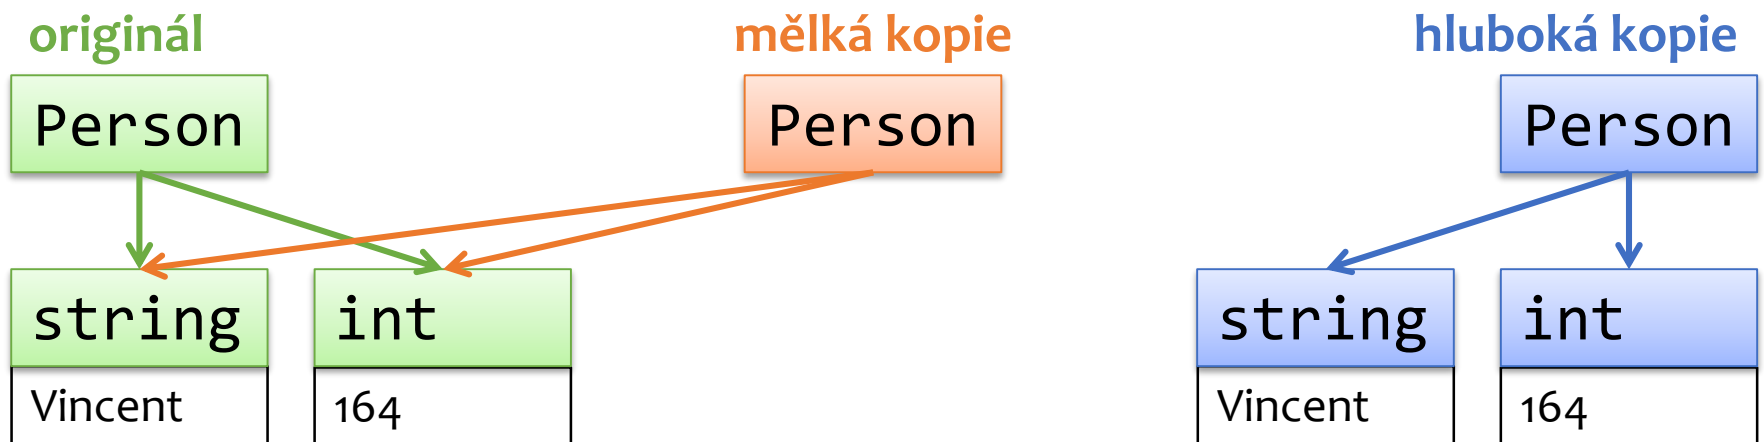 originál
mělká kopie
hluboká kopie
Person
Person
Person
string
int
string
int
Vincent
164
Vincent
164